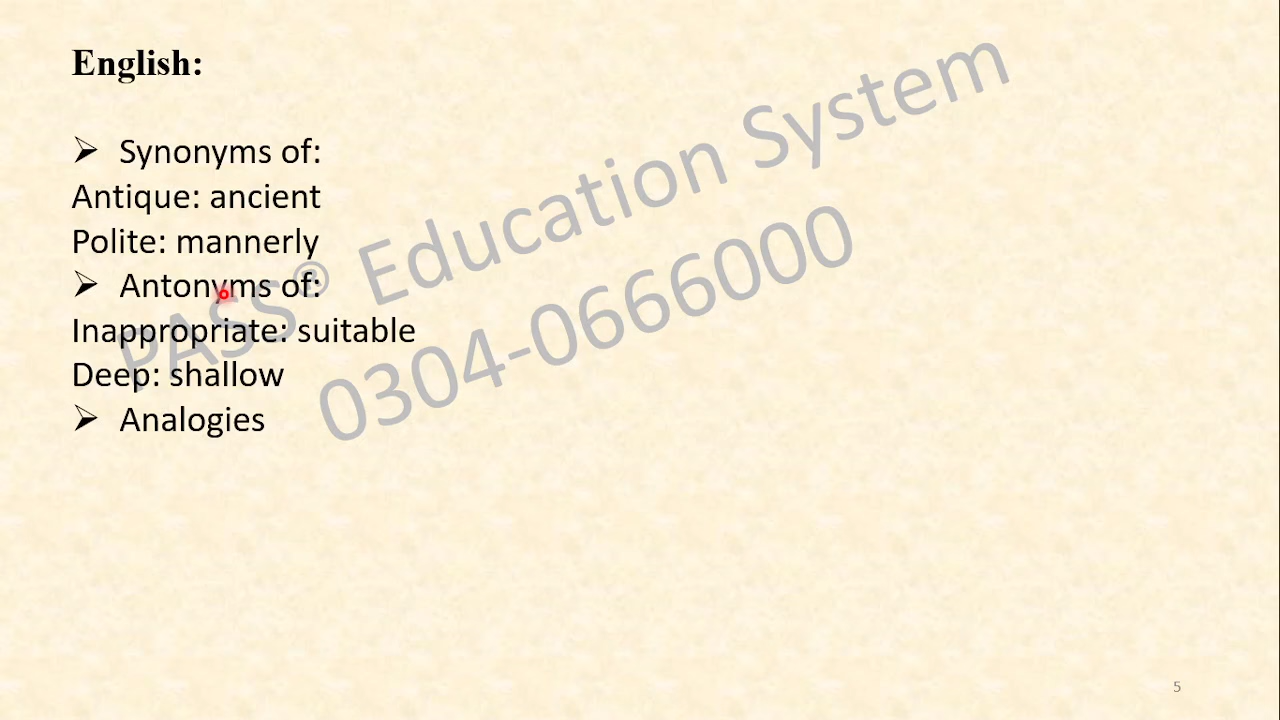 English:
➢ Synonyms of:
Antique: ancient
Polite: mannerly
➢ Antonyms of:
Inappropriate: suitable
Deep: shallow
➢ Analogies
PASS® Education System
0304-0666000
5